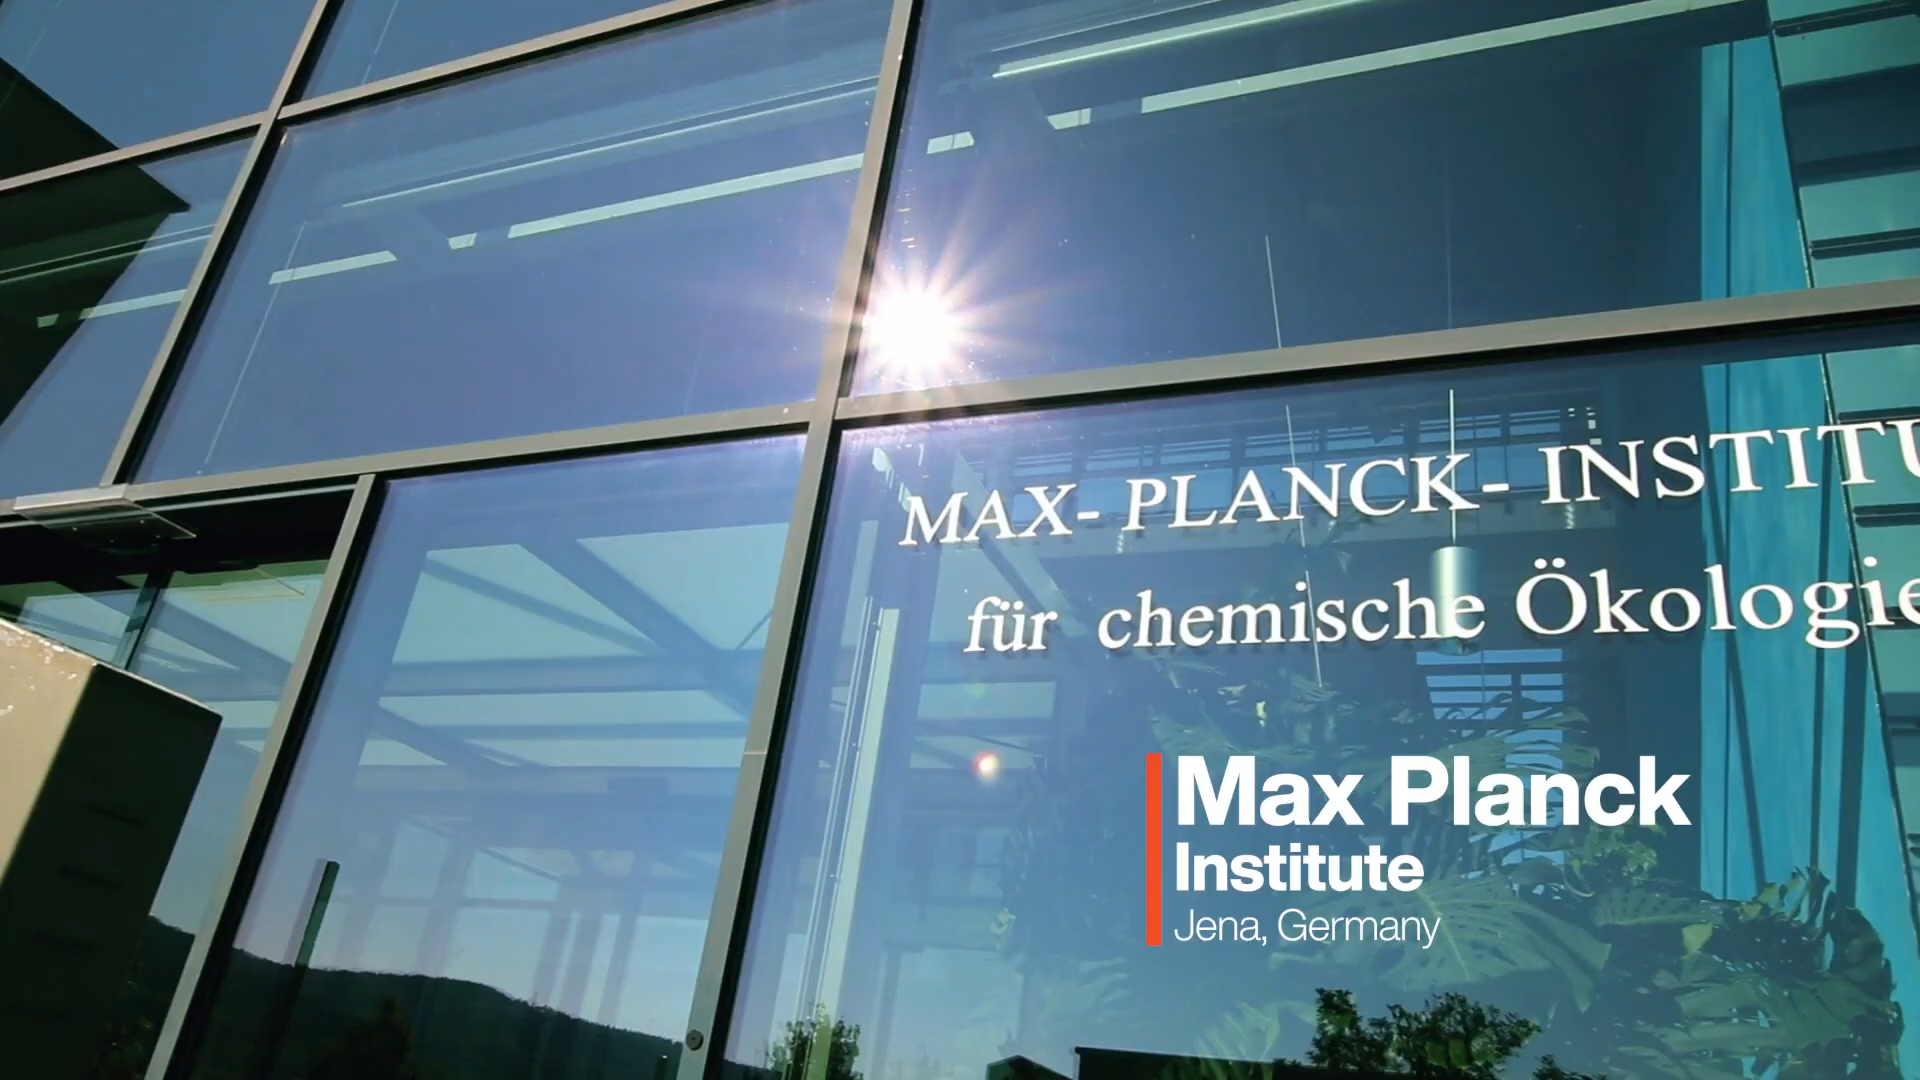 MAX- PLANCK- INSTITU
für chemische Ökologie
Max Planck
Institute
Jena, Germany